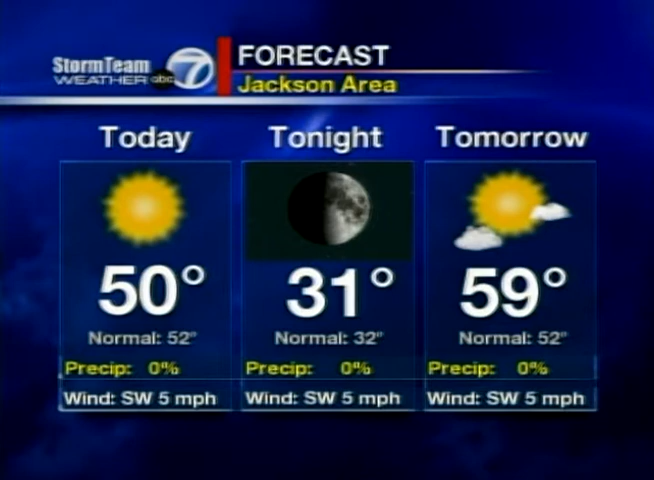 StormTeam
WEATHER abc 7
FORECAST
Jackson Area
Today
Tonight
Tomorrow
50°
31°
59°
Normal: 52°
Normal: 32°
Normal: 52°
Precip: 0%
Precip: 0%
Precip: 0%
Wind: SW 5 mph
Wind: SW 5 mph
Wind: SW 5 mph